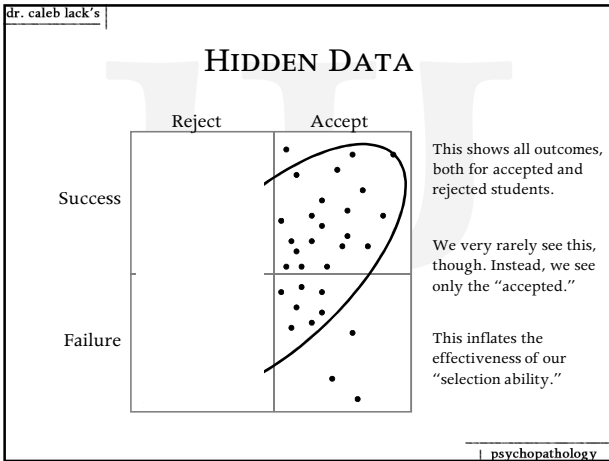 dr. caleb lack's
HIDDEN DATA
Reject Accept
Success
Failure
This shows all outcomes,
both for accepted and
rejected students.
We very rarely see this,
though. Instead, we see
only the “accepted.”
This inflates the
effectiveness of our
“selection ability.”
psychopathology